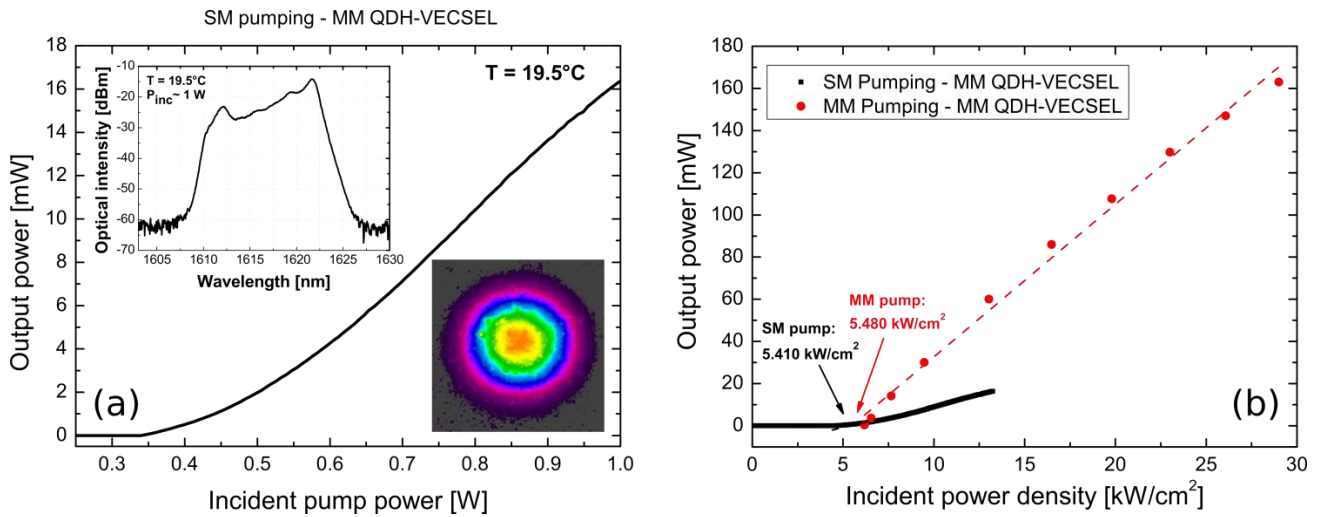 SM pumping - MM QDH-VECSEL
18
16
14
12
10
8
6
4
2
0
Output power [mW]
0.3 0.4 0.5 0.6 0.7 0.8 0.9 1.0
Incident pump power [W]
T = 19.5°C
(a)
-10
-20
-30
-40
-50
-60
-70
Optical intensity [dBm]
T = 19.5°C
Pinc~ 1 W
1605 1610 1615 1620 1625 1630
Wavelength [nm]
200
180
160
140
120
100
80
60
40
20
0
Output power [mW]
SM Pumping - MM QDH-VECSEL
MM Pumping - MM QDH-VECSEL
MM pump:
5.480 kW/cm²
SM pump:
5.410 kW/cm²
(b)
0 5 10 15 20 25 30
Incident power density [kW/cm²]